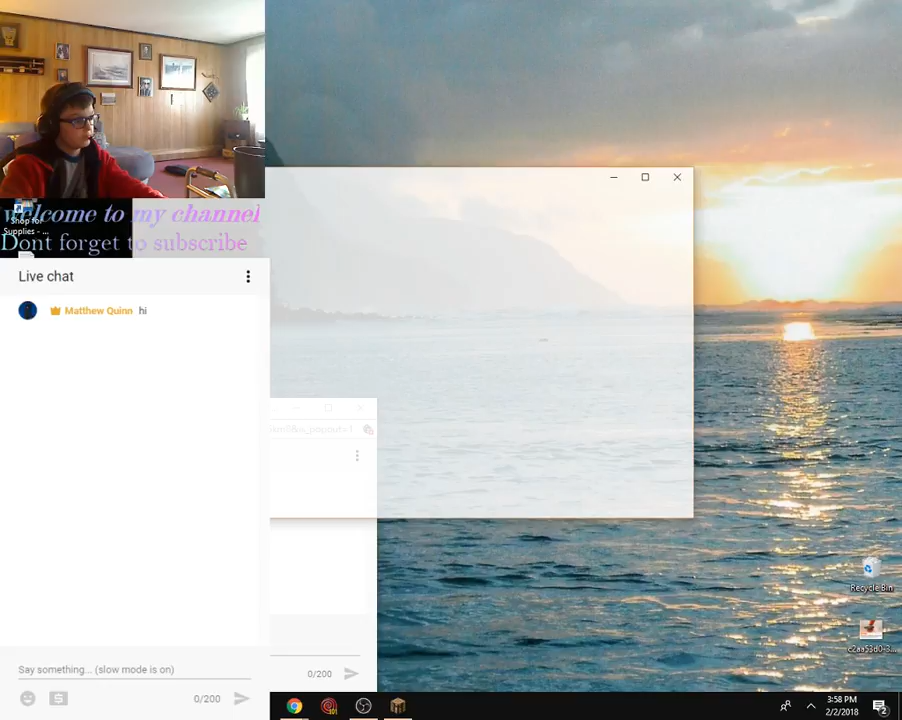 welcome to my channel
Shop for
Supplies - ...
Dont forget to subscribe
Live chat
Matthew Quinn hi
Say something... (slow mode is on)
0/200
0/200
Recycle Bin
3:58 PM
2/2/2018
2